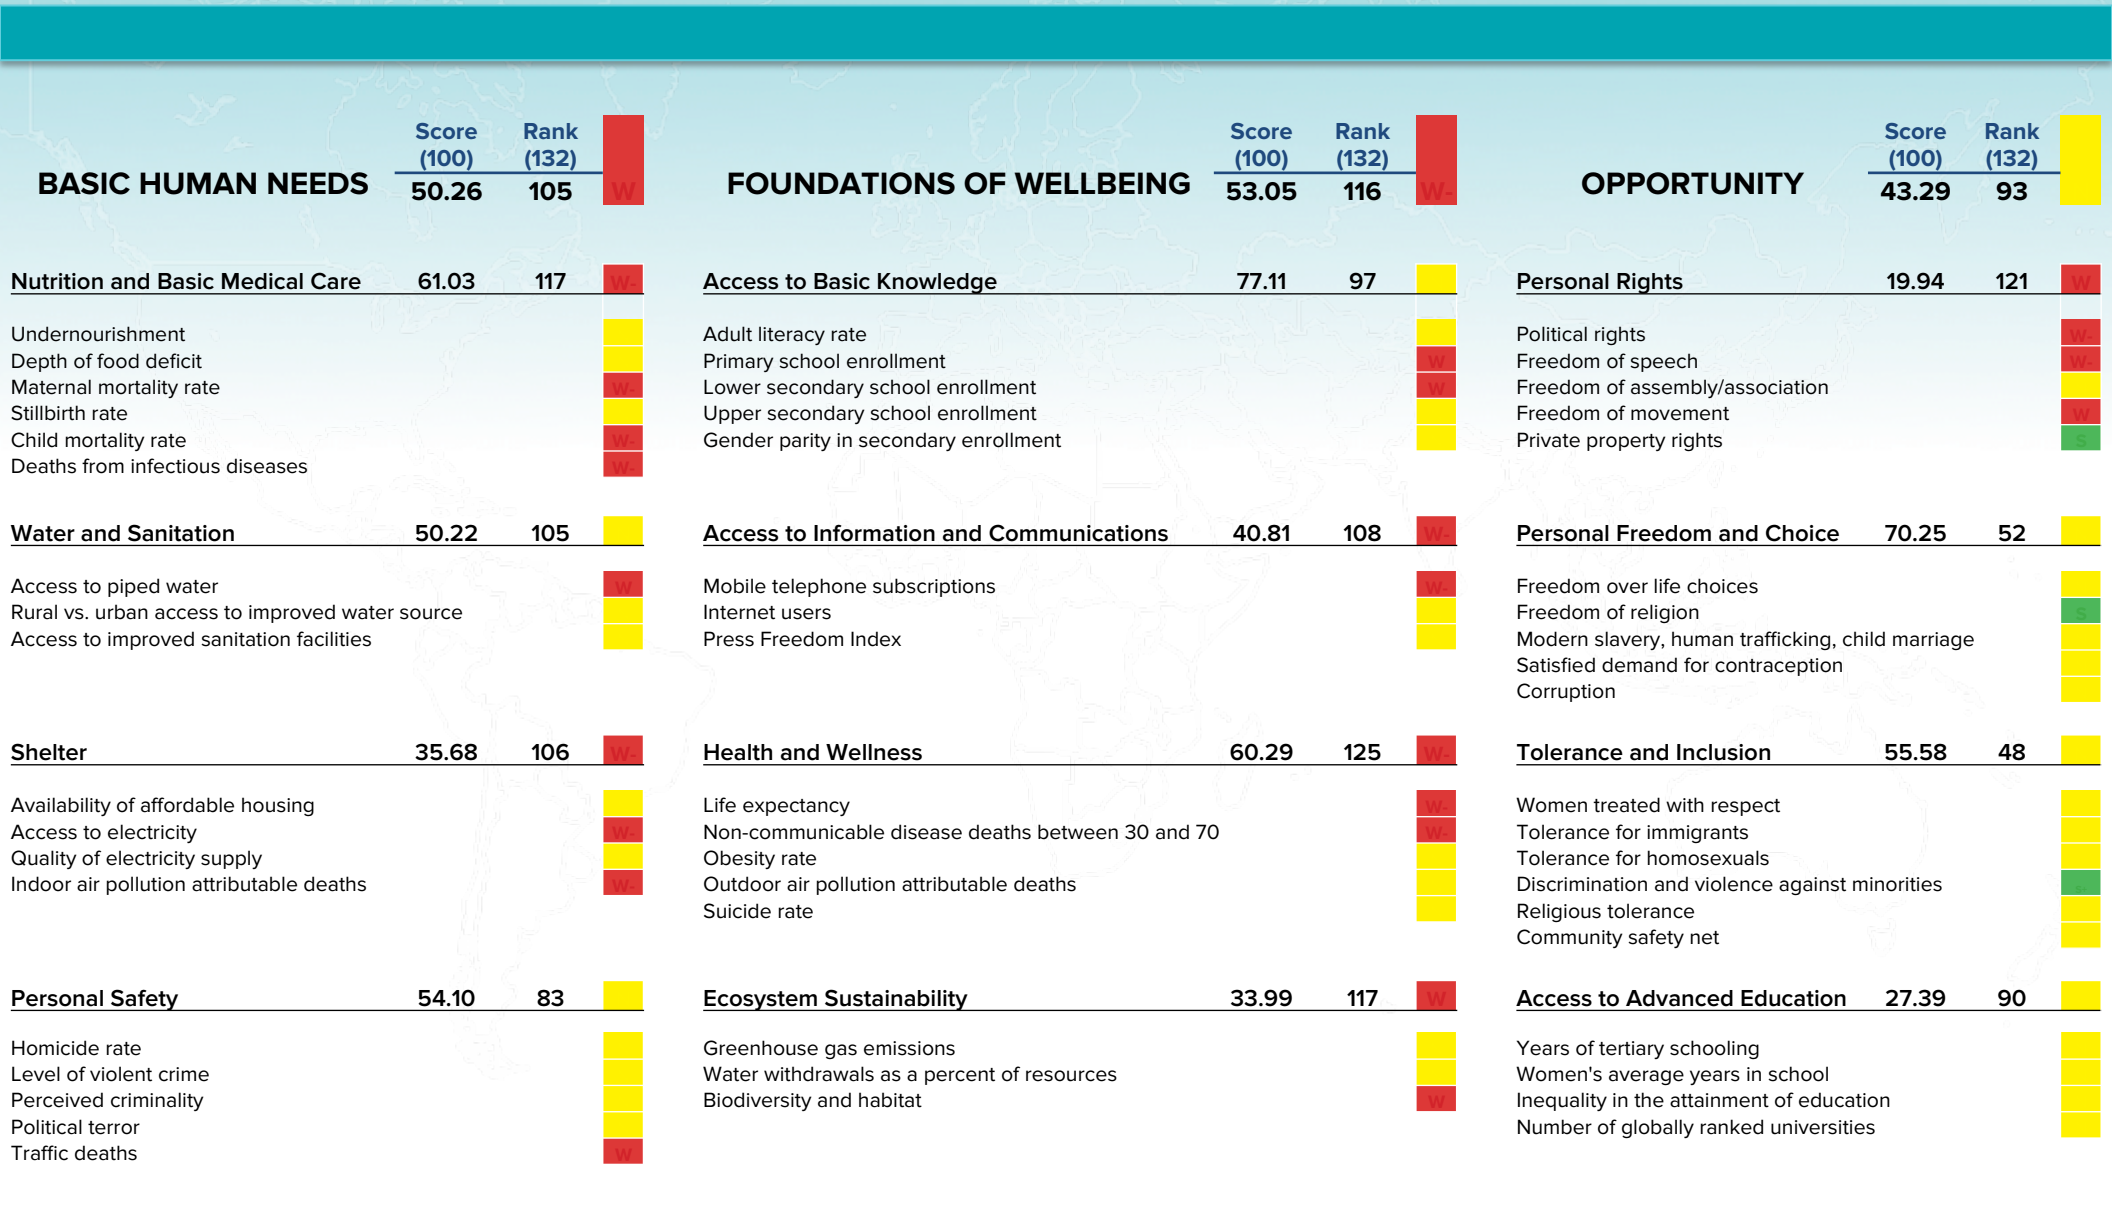 Score Rank
(100) (132)
BASIC HUMAN NEEDS 50.26 105 W
Nutrition and Basic Medical Care 61.03 117 W-
Undernourishment
Depth of food deficit
Maternal mortality rate W-
Stillbirth rate
Child mortality rate W-
Deaths from infectious diseases W-
Water and Sanitation 50.22 105
Access to piped water W
Rural vs. urban access to improved water source
Access to improved sanitation facilities
Shelter 35.68 106 W-
Availability of affordable housing
Access to electricity W-
Quality of electricity supply
Indoor air pollution attributable deaths W-
Personal Safety 54.10 83
Homicide rate
Level of violent crime
Perceived criminality
Political terror
Traffic deaths W
Score Rank
(100) (132)
FOUNDATIONS OF WELLBEING 53.05 116 W-
Access to Basic Knowledge 77.11 97
Adult literacy rate
Primary school enrollment W
Lower secondary school enrollment W
Upper secondary school enrollment
Gender parity in secondary enrollment
Access to Information and Communications 40.81 108 W-
Mobile telephone subscriptions W-
Internet users
Press Freedom Index
Health and Wellness 60.29 125 W-
Life expectancy W-
Non-communicable disease deaths between 30 and 70 W-
Obesity rate
Outdoor air pollution attributable deaths
Suicide rate
Ecosystem Sustainability 33.99 117 W
Greenhouse gas emissions
Water withdrawals as a percent of resources
Biodiversity and habitat W
Score Rank
(100) (132)
OPPORTUNITY 43.29 93
Personal Rights 19.94 121 W
Political rights W-
Freedom of speech W-
Freedom of assembly/association
Freedom of movement W
Private property rights S
Personal Freedom and Choice 70.25 52
Freedom over life choices
Freedom of religion S
Modern slavery, human trafficking, child marriage
Satisfied demand for contraception
Corruption
Tolerance and Inclusion 55.58 48
Women treated with respect
Tolerance for immigrants
Tolerance for homosexuals
Discrimination and violence against minorities
Religious tolerance
Community safety net
Access to Advanced Education 27.39 90
Years of tertiary schooling
Women's average years in school
Inequality in the attainment of education
Number of globally ranked universities